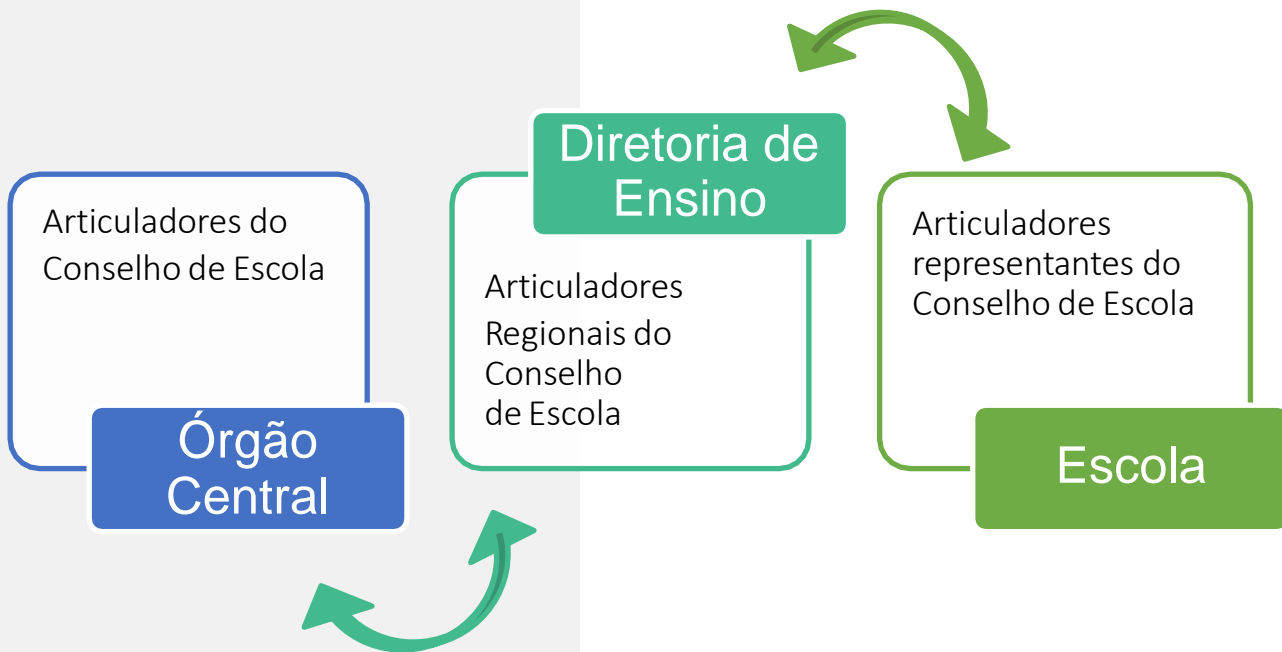 Articuladores do
Conselho de Escola
Órgão
Central
Diretoria de
Ensino
Articuladores
Regionais do
Conselho
de Escola
Articuladores
representantes do
Conselho de Escola
Escola